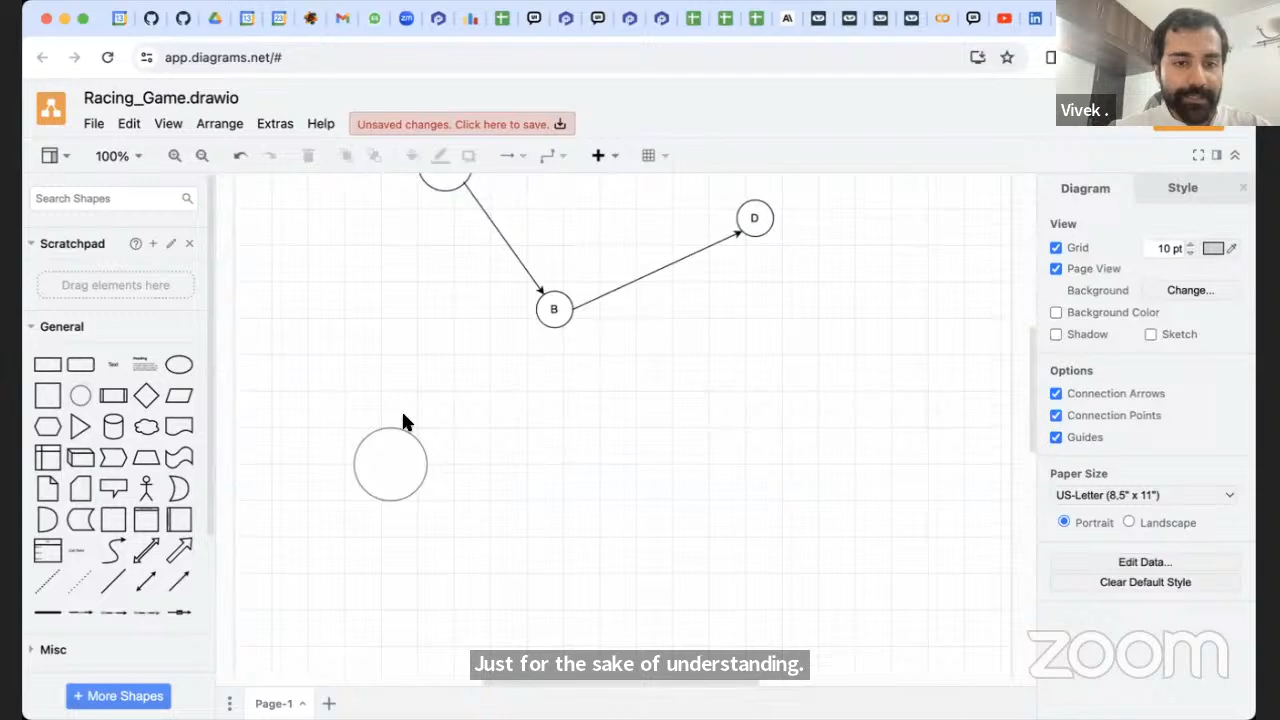 app.diagrams.net/#
Racing_Game.drawio
File Edit View Arrange Extras Help
Unsaved changes. Click here to save.
Vivek .
100%
Search Shapes
Scratchpad
Drag elements here
General
Text
Heading
Misc
+ More Shapes
D
B
Diagram
Style
View
Grid
10 pt
Page View
Background
Change...
Background Color
Shadow
Sketch
Options
Connection Arrows
Connection Points
Guides
Paper Size
US-Letter (8,5" x 11")
Portrait
Landscape
Edit Data...
Clear Default Style
zoom
Just for the sake of understanding.
Page-1